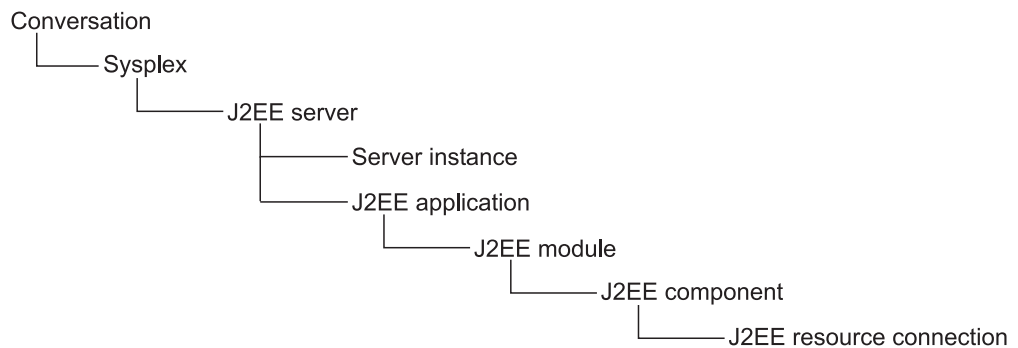 Conversation
Sysplex
J2EE server
Server instance
J2EE application
J2EE module
J2EE component
J2EE resource connection